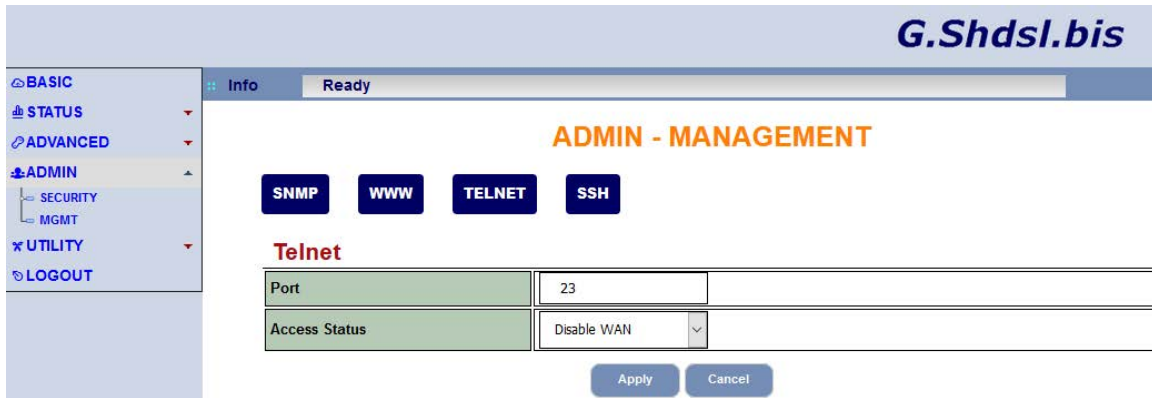 G.Shdsl.bis
BASIC
STATUS
ADVANCED
ADMIN
SECURITY
MGMT
UTILITY
LOGOUT
Info Ready
ADMIN - MANAGEMENT
SNMP WWW TELNET SSH
Telnet
Port 23
Access Status Disable WAN
Apply Cancel